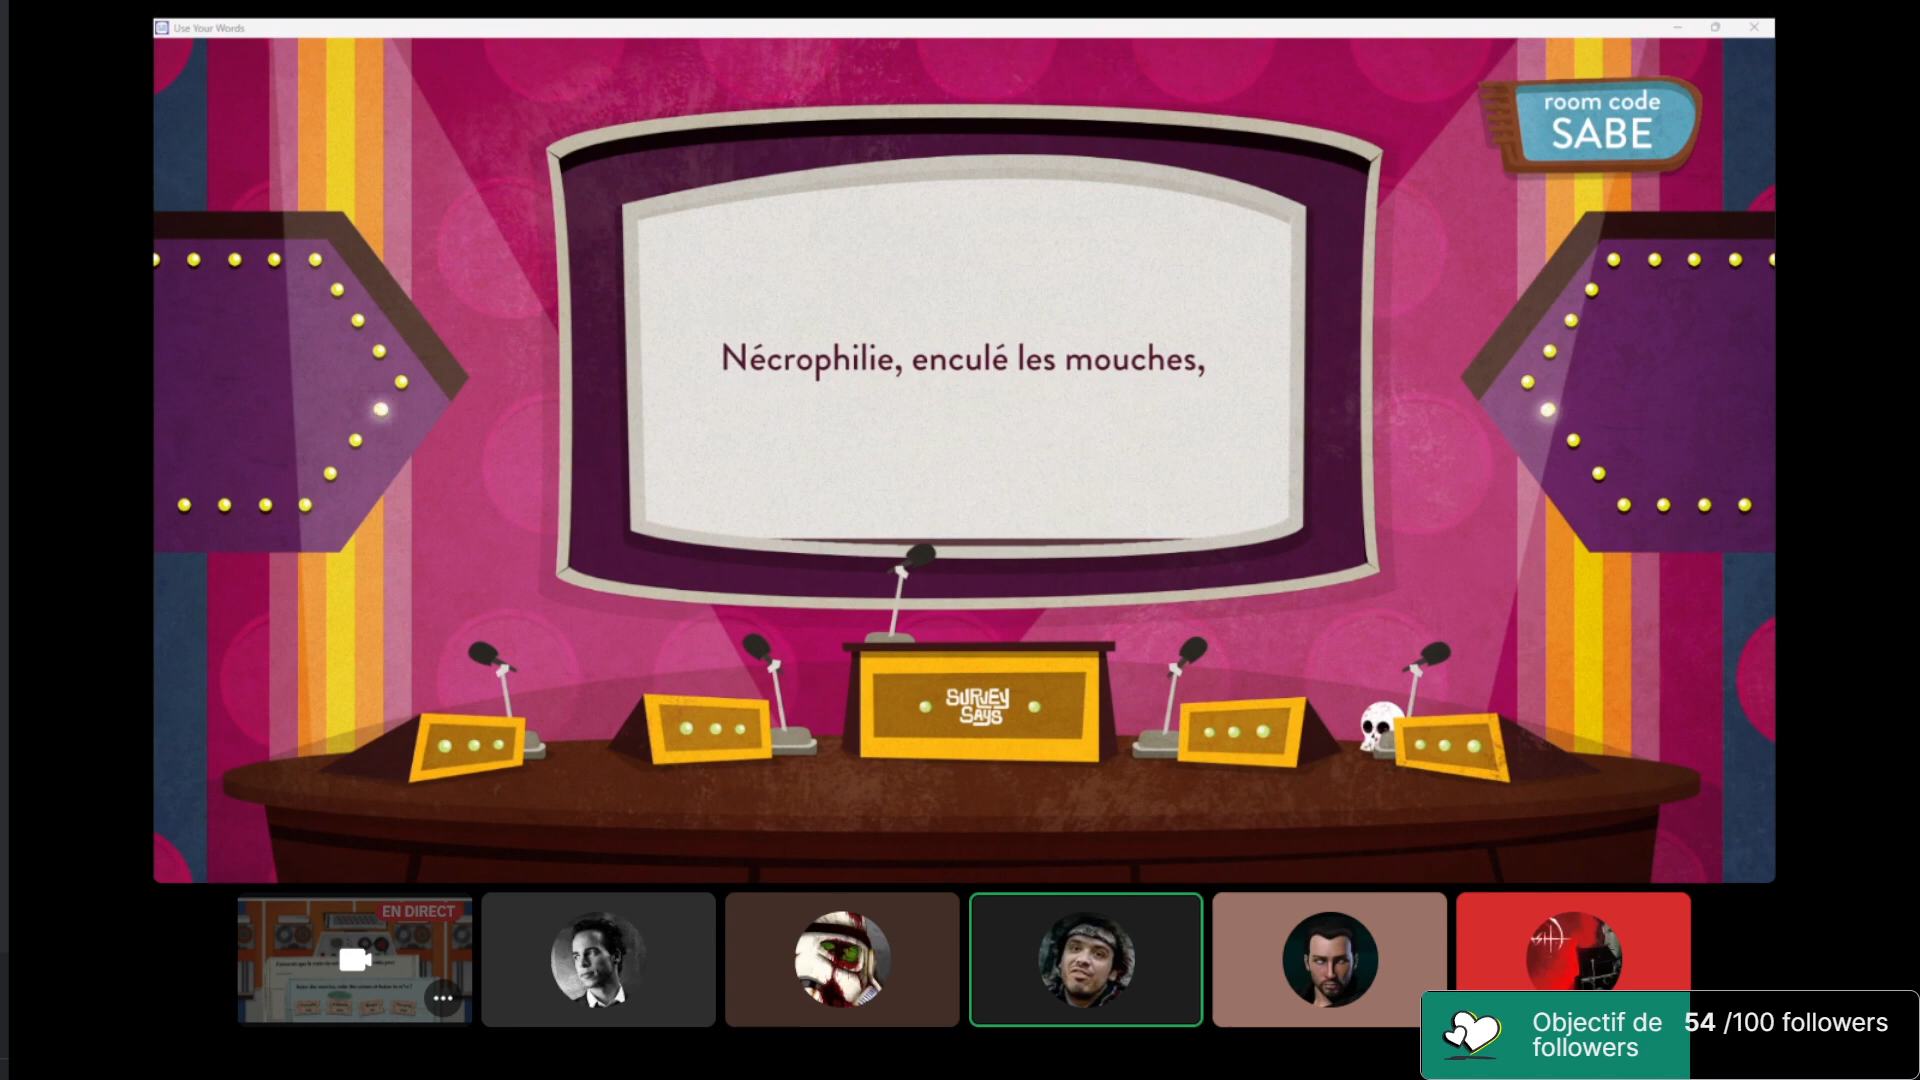 Use Your Words
room code
SABE
Nécrophilie, enculé les mouches,
SURVEY
SAYS
EN DIRECT
Objectif de
followers
54 /100 followers